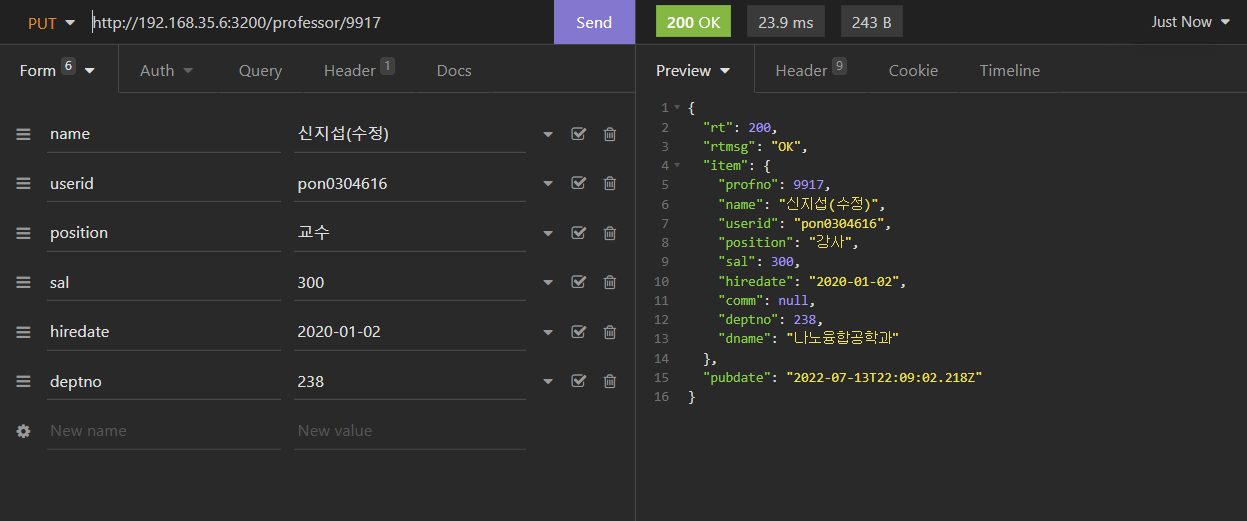 PUT http://192.168.35.6:3200/professor/9917 Send 200 OK 23.9 ms 243 B Just Now
Form 6 Auth Query Header 1 Docs
Preview Header 9 Cookie Timeline
name 신지섭(수정)
userid pon0304616
position 교수
sal 300
hiredate 2020-01-02
deptno 238
New name New value
1 {
2 "rt": 200,
3 "rtmsg": "OK",
4 "item": {
5 "profno": 9917,
6 "name": "신지섭(수정)",
7 "userid": "pon0304616",
8 "position": "강사",
9 "sal": 300,
10 "hiredate": "2020-01-02",
11 "comm": null,
12 "deptno": 238,
13 "dname": "나노융합공학과"
14 },
15 "pubdate": "2022-07-13T22:09:02.218Z"
16 }